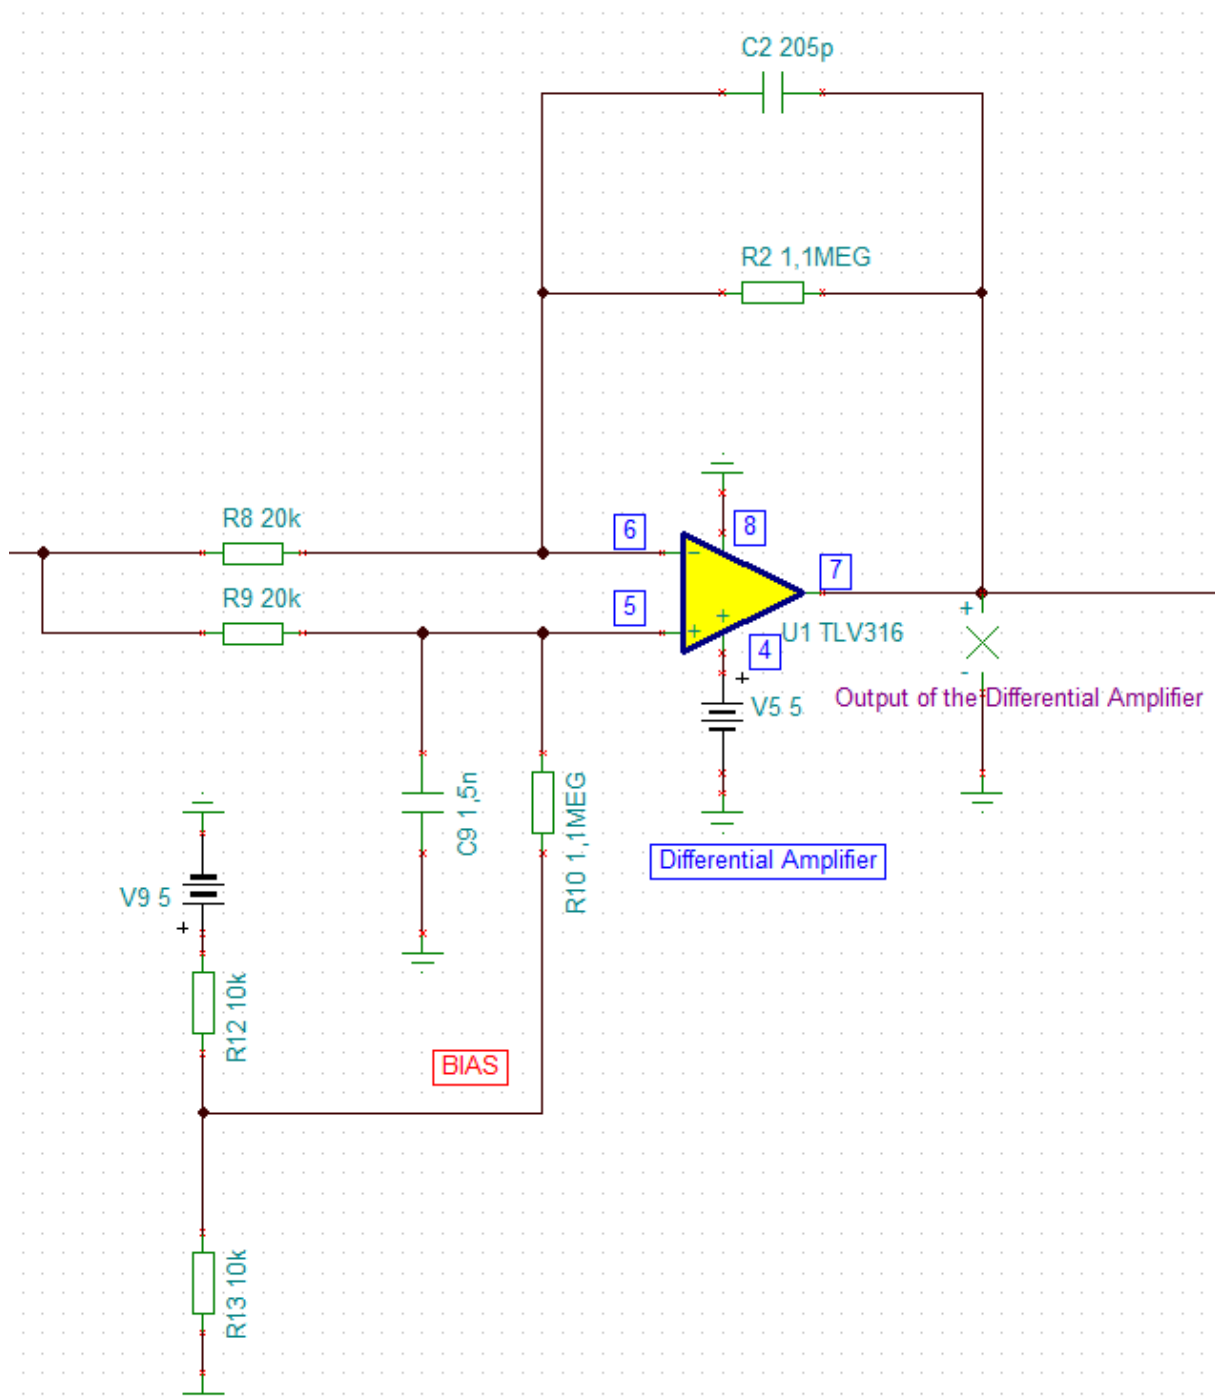 C2 205p
R2 1,1MEG
R8 20k
6
8
-
7
R9 20k
5
+
+
U1 TLV316
4
+
+
-
V5 5
Output of the Differential Amplifier
C9 1,5n
R10 1,1MEG
Differential Amplifier
V9 5
+
R12 10k
BIAS
R13 10k